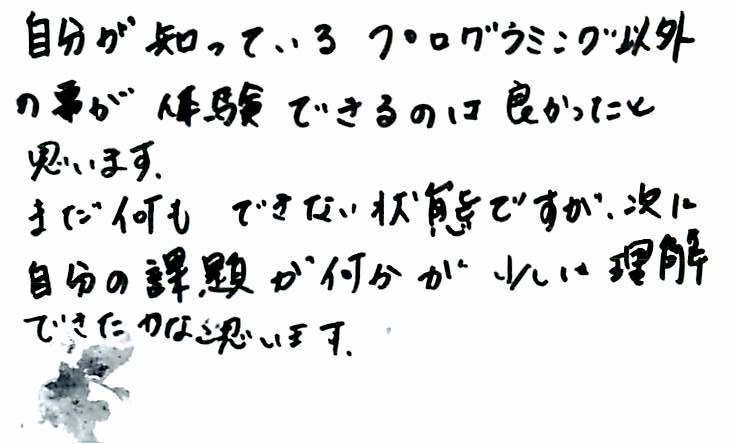 自分が知っている プログラミング以外
の事が 体験 できるのは 良かったと
思います。
まだ何も できない状態ですが、次に
自分の課題が何分が 少しは 理解
できたかなと思います。